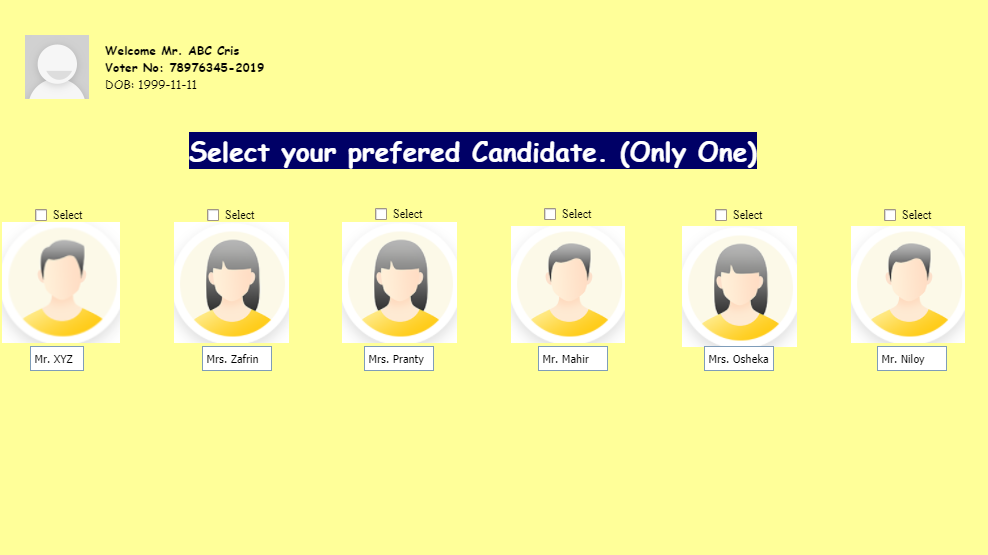 Welcome Mr. ABC Cris
Voter No: 78976345-2019
DOB: 1999-11-11
Select your prefered Candidate. (Only One)
Select Select Select Select Select Select
Mr. XYZ Mrs. Zafrin Mrs. Pranty Mr. Mahir Mrs. Osheka Mr. Niloy